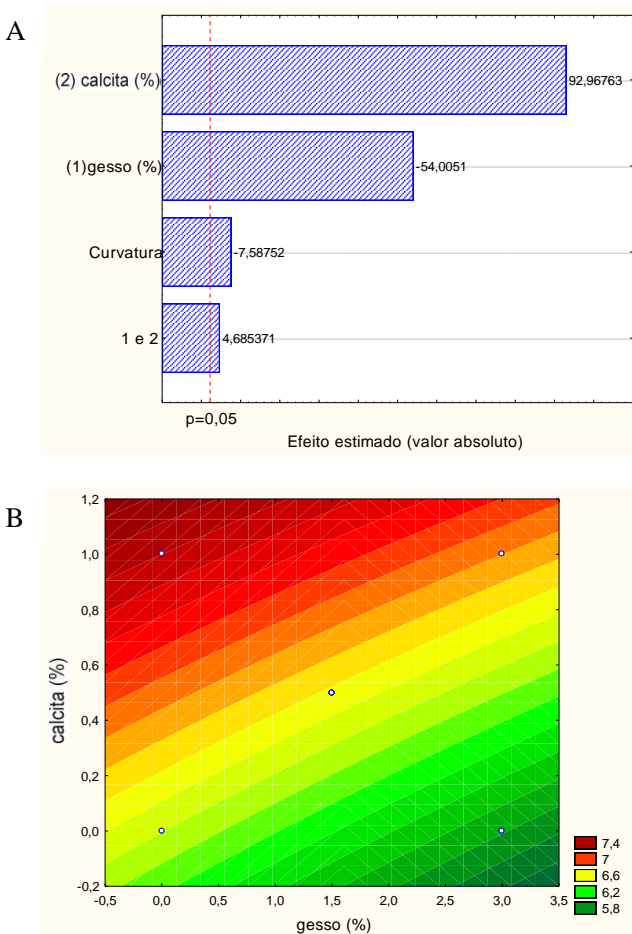 A
(2) calcita (%)
92,96763
(1)gesso (%)
-54,0051
Curvatura
-7,58752
1 e 2
4,685371
p=0,05
Efeito estimado (valor absoluto)
B
1,2
1,0
0,8
0,6
0,4
0,2
0,0
-0,2
calcita (%)
-0,5 0,0 0,5 1,0 1,5 2,0 2,5 3,0 3,5
gesso (%)
7,4
7
6,6
6,2
5,8